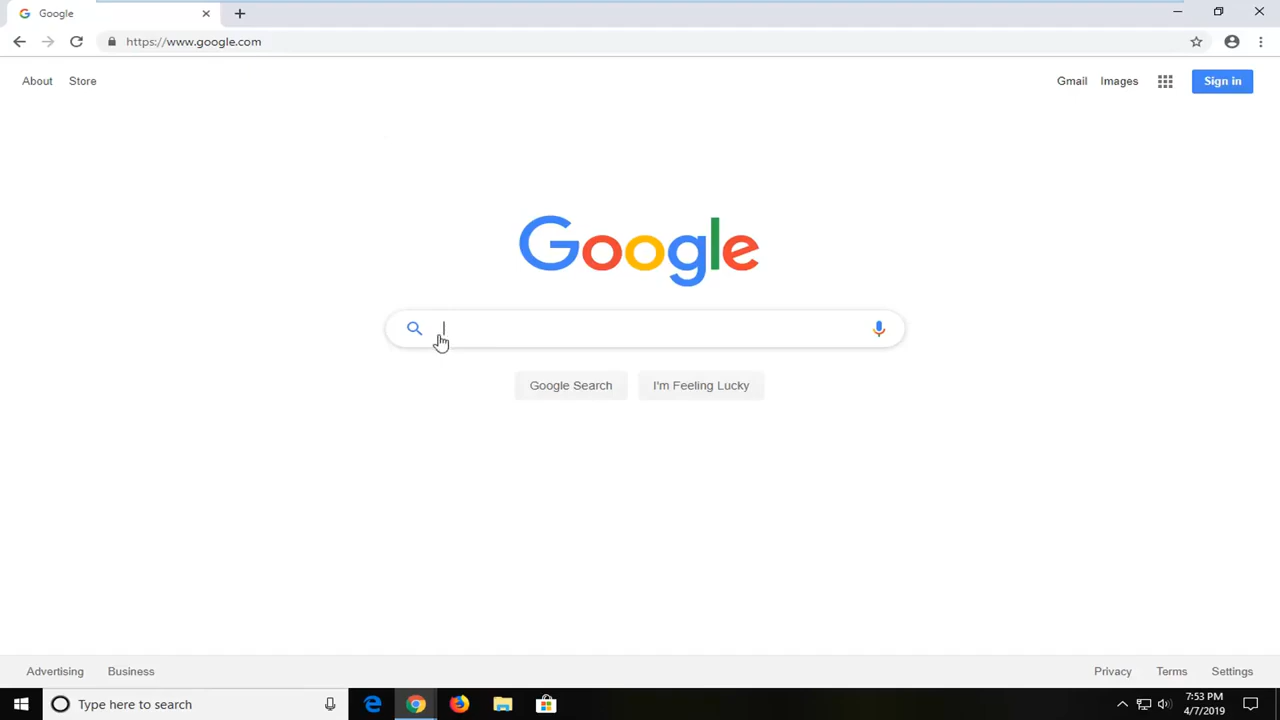 Google
https://www.google.com
About Store Gmail Images Sign in
Google
Google Search I'm Feeling Lucky
Advertising Business Privacy Terms Settings
Type here to search 7:53 PM
4/7/2019